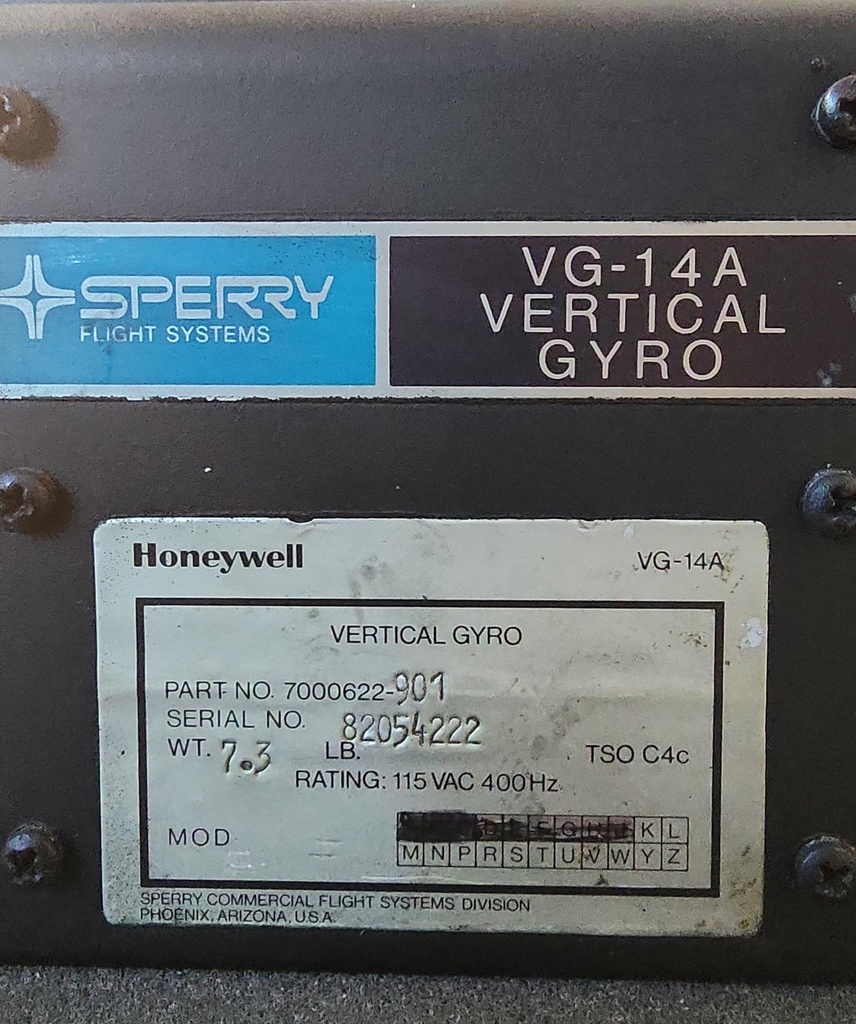 SPERRY
FLIGHT SYSTEMS
VG-14A
VERTICAL
GYRO
Honeywell
VG-14A
VERTICAL GYRO
PART NO. 7000622-901
SERIAL NO. 82054222
WT. 7.3 LB. TSO C4c
RATING: 115 VAC 400 Hz
MOD
K L
M N P R S T U V W Y Z
SPERRY COMMERCIAL FLIGHT SYSTEMS DIVISION
PHOENIX, ARIZONA, U.S.A.